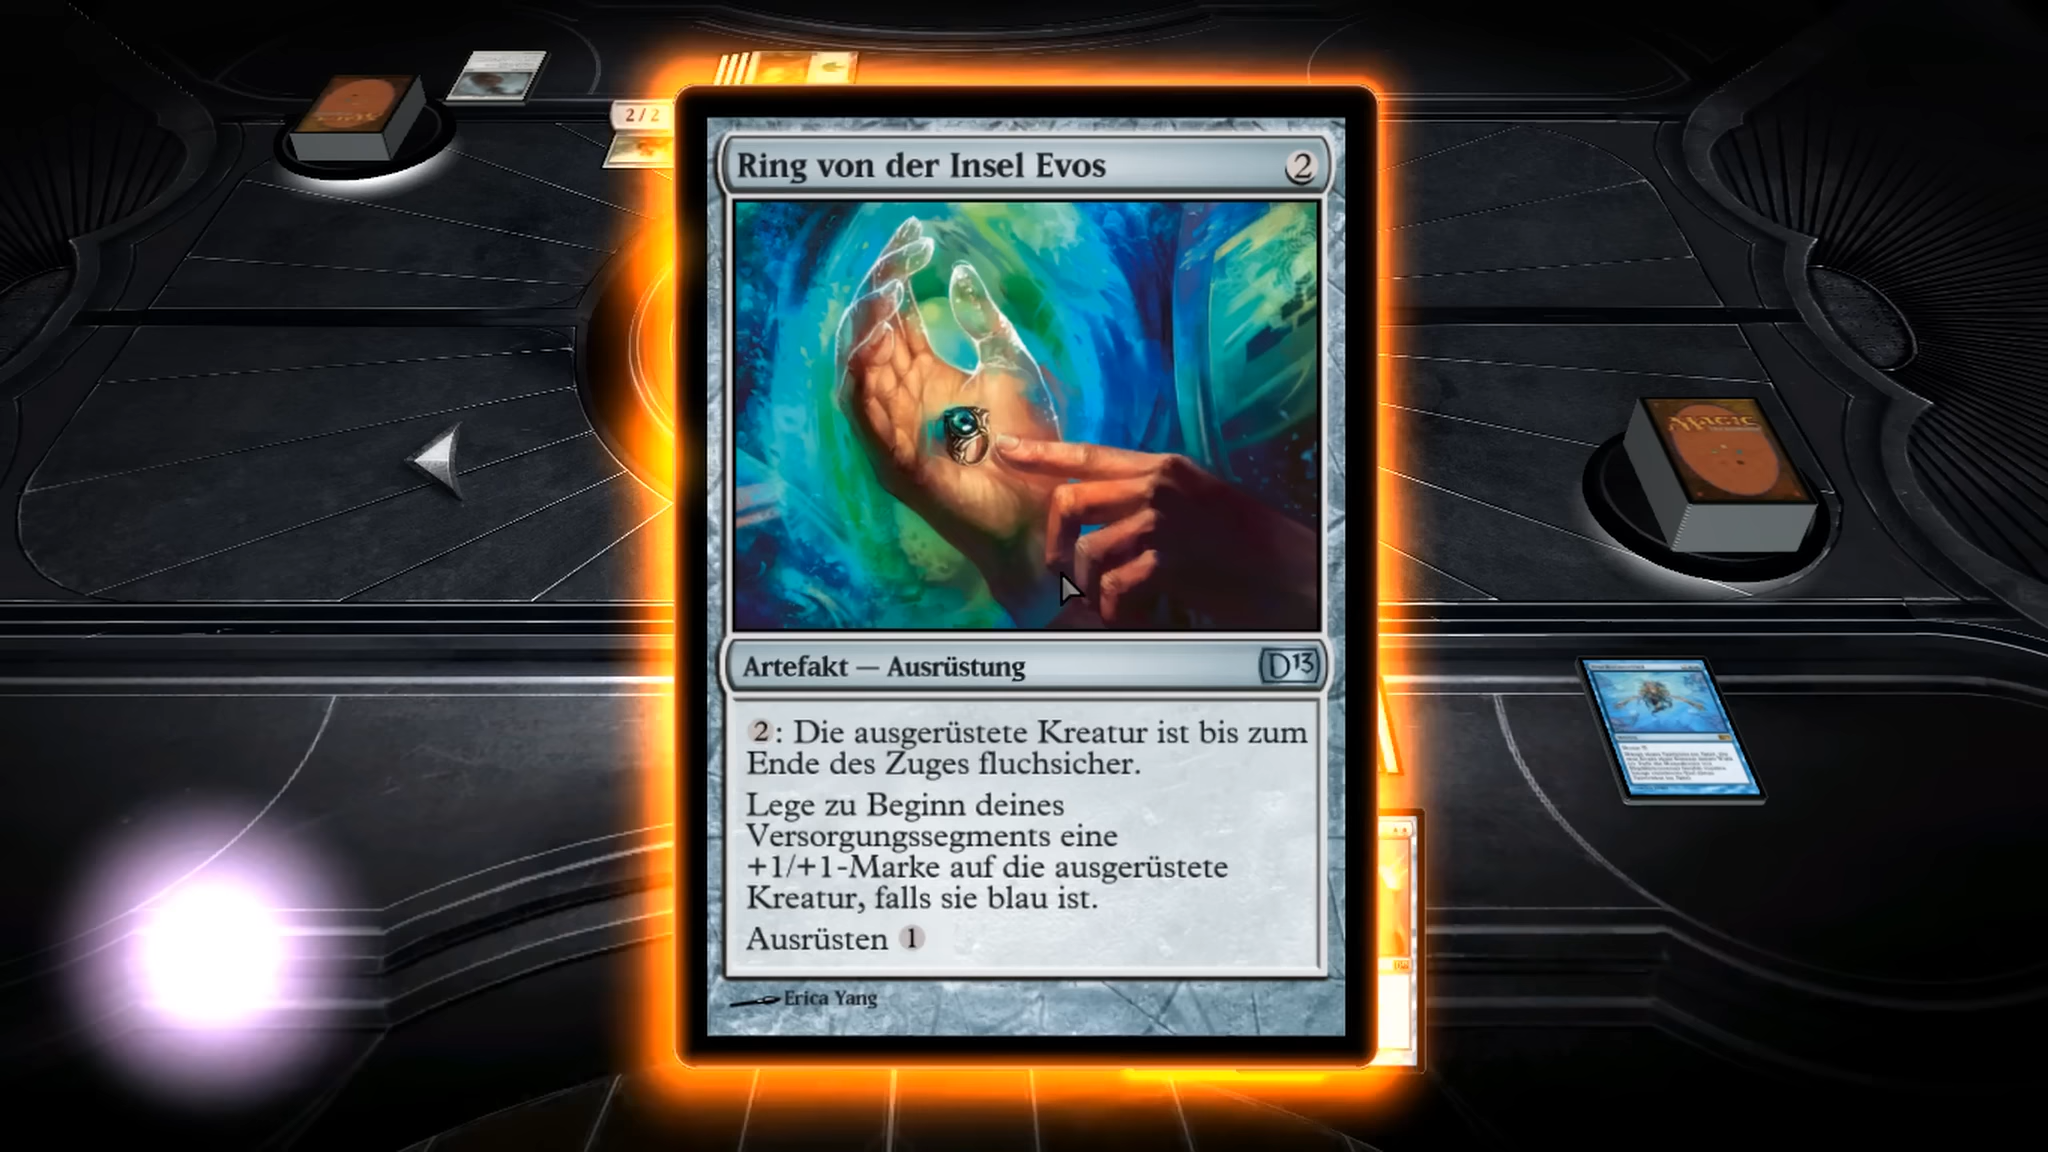 2/2
Ring von der Insel Evos 2
Artefakt — Ausrüstung D13
2: Die ausgerüstete Kreatur ist bis zum
Ende des Zuges fluchsicher.
Lege zu Beginn deines
Versorgungssegments eine
+1/+1-Marke auf die ausgerüstete
Kreatur, falls sie blau ist.
Ausrüsten 1
Erica Yang
Magic